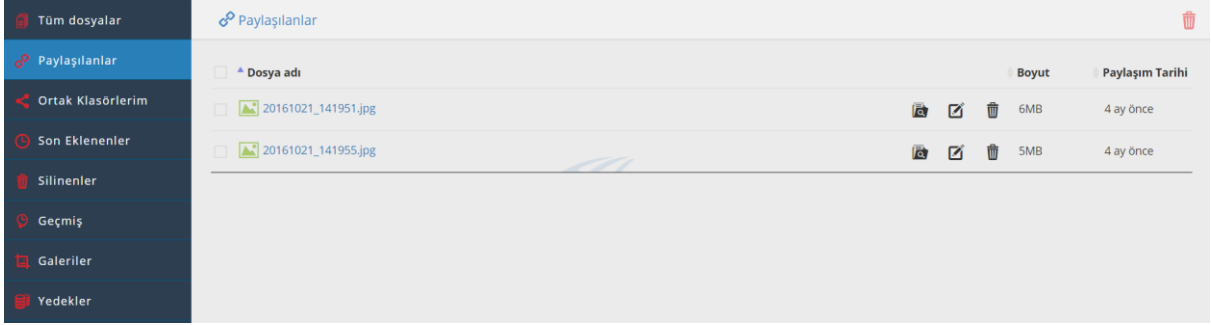 Tüm dosyalar
Paylaşılanlar
Ortak Klasörlerim
Son Eklenenler
Silinenler
Geçmiş
Galeriler
Yedekler
Paylaşılanlar
Dosya adı Boyut Paylaşım Tarihi
20161021_141951.jpg 6MB 4 ay önce
20161021_141955.jpg 5MB 4 ay önce